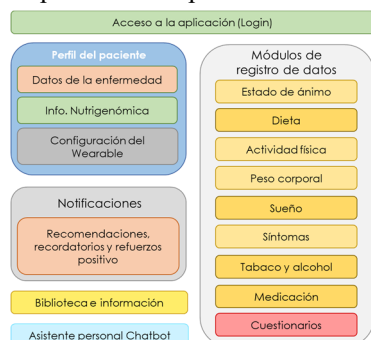 Acceso a la aplicación (Login)
Perfil del paciente
Datos de la enfermedad
Info. Nutrigenómica
Configuración del
Wearable
Notificaciones
Recomendaciones,
recordatorios y refuerzos
positivo
Biblioteca e información
Asistente personal Chatbot
Módulos de
registro de datos
Estado de ánimo
Dieta
Actividad física
Peso corporal
Sueño
Síntomas
Tabaco y alcohol
Medicación
Cuestionarios